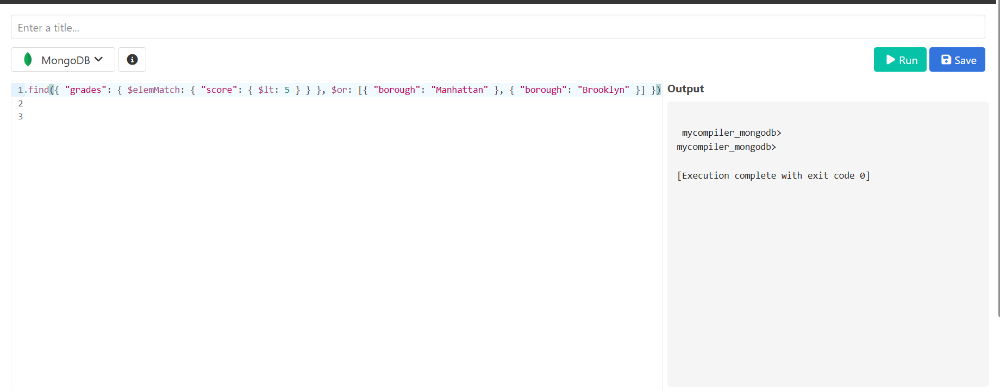 Enter a title...
MongoDB
Run
Save
1 .find({ "grades": { $elemMatch: { "score": { $lt: 5 } } }, $or: [{ "borough": "Manhattan" }, { "borough": "Brooklyn" }] })
2
3
Output
mycompiler_mongodb>
mycompiler_mongodb>
[Execution complete with exit code 0]